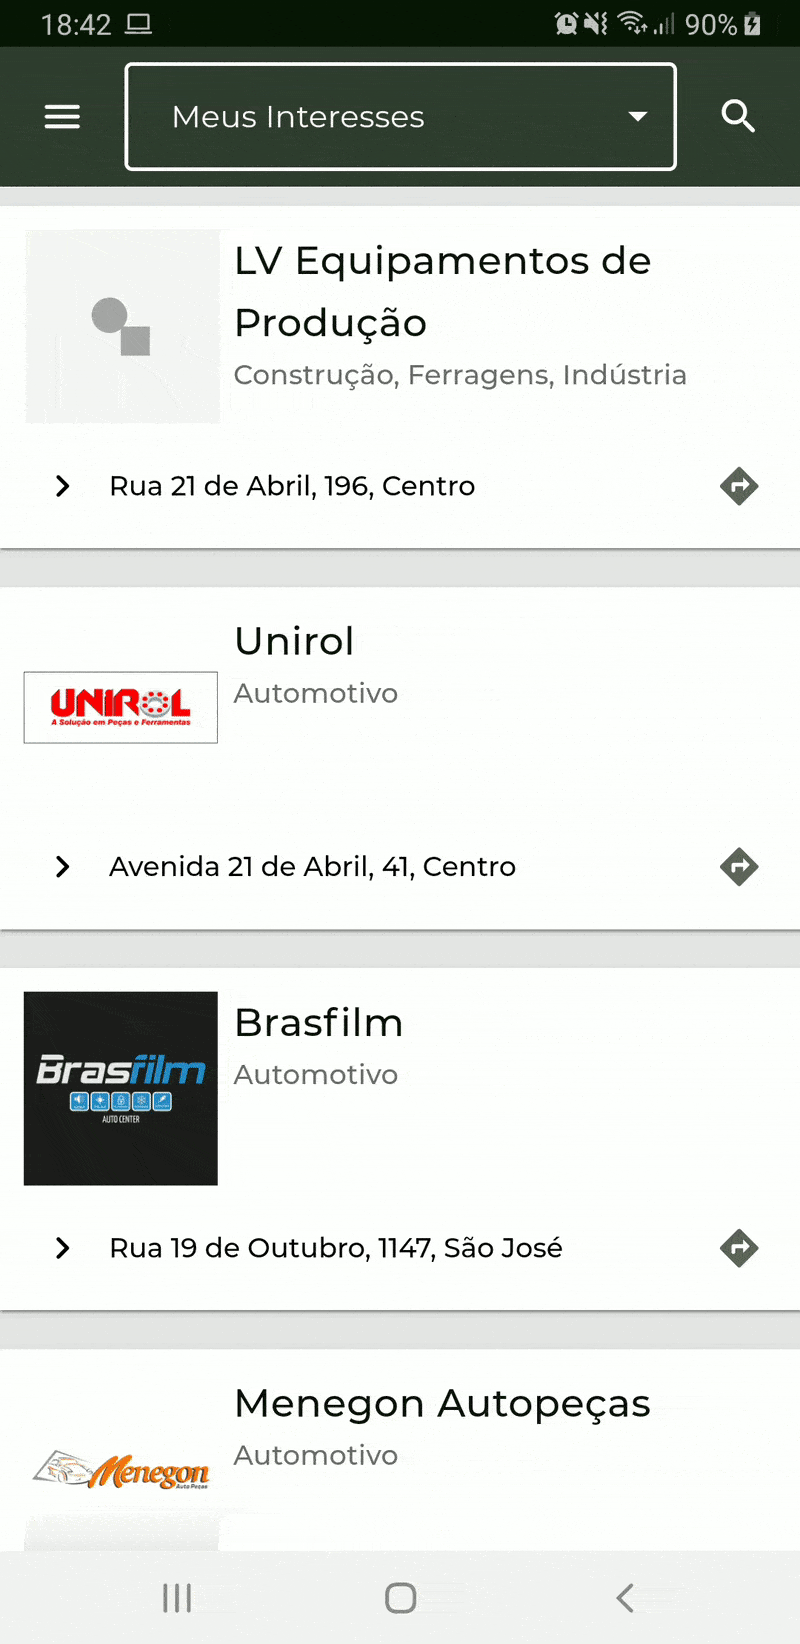 18:42
90%
Meus Interesses
LV Equipamentos de
Produção
Construção, Ferragens, Indústria
Rua 21 de Abril, 196, Centro
Unirol
UNIROL
A Solução em Peças e Ferramentas
Automotivo
Avenida 21 de Abril, 41, Centro
Brasfilm
Brasfilm
AUTO CENTER
Automotivo
Rua 19 de Outubro, 1147, São José
Menegon Autopeças
Menegon
Auto Peças
Automotivo